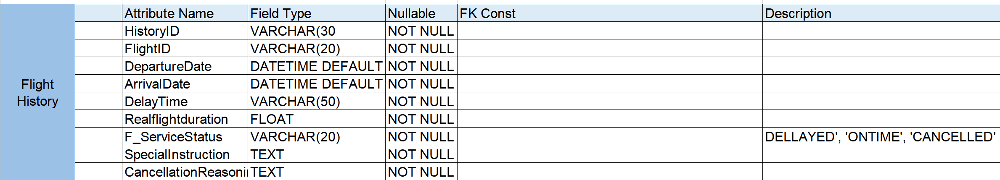 Flight
History
Attribute Name Field Type Nullable FK Const Description
HistoryID VARCHAR(30 NOT NULL
FlightID VARCHAR(20) NOT NULL
DepartureDate DATETIME DEFAULT NOT NULL
ArrivalDate DATETIME DEFAULT NOT NULL
DelayTime VARCHAR(50) NOT NULL
Realflightduration FLOAT NOT NULL
F_ServiceStatus VARCHAR(20) NOT NULL DELLAYED', 'ONTIME', 'CANCELLED'
SpecialInstruction TEXT NOT NULL
CancellationReasoni TEXT NOT NULL